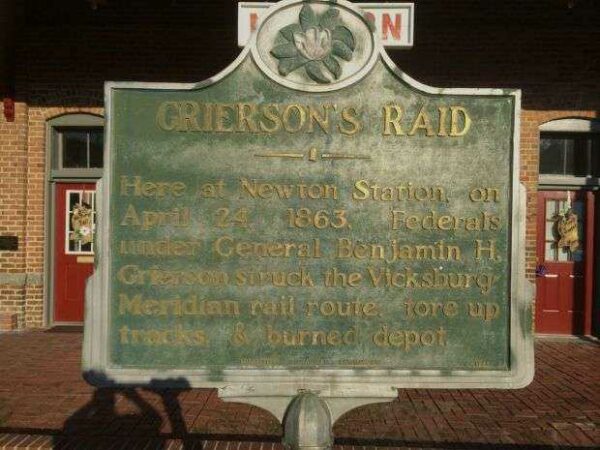 GRIERSON'S RAID
Here at Newton Station, on
April 24, 1863, Federals
under General Benjamin H.
Grierson struck the Vicksburg-
Meridian rail route, tore up
tracks, & burned depot.